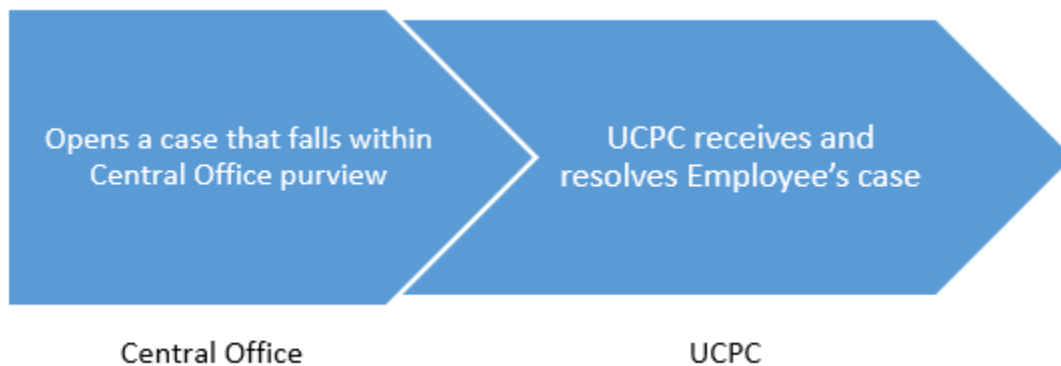 Opens a case that falls within
Central Office purview
UCPC receives and
resolves Employee’s case
Central Office
UCPC